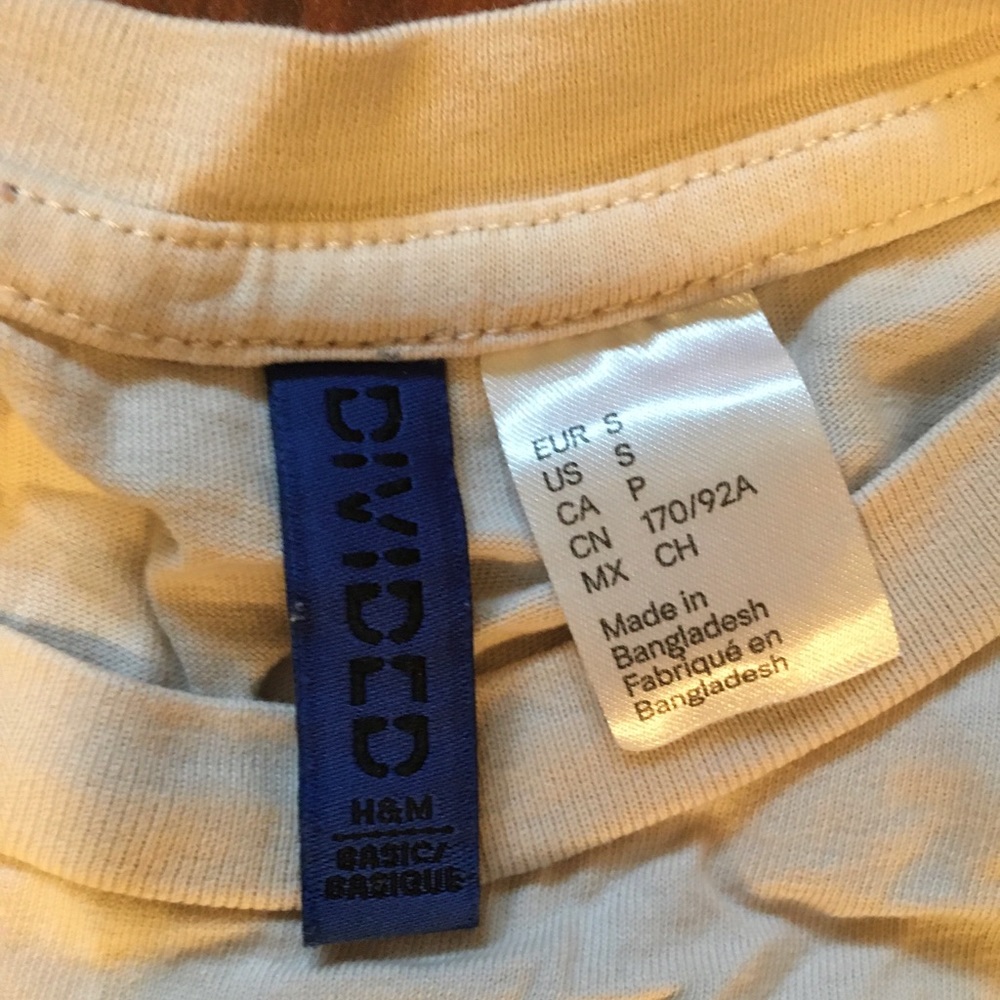 DIVIDED
H&M
BASIC/
BASIQUE
EUR S
US S
CA P
CN 170/92A
MX CH
Made in
Bangladesh
Fabriqué en
Bangladesh